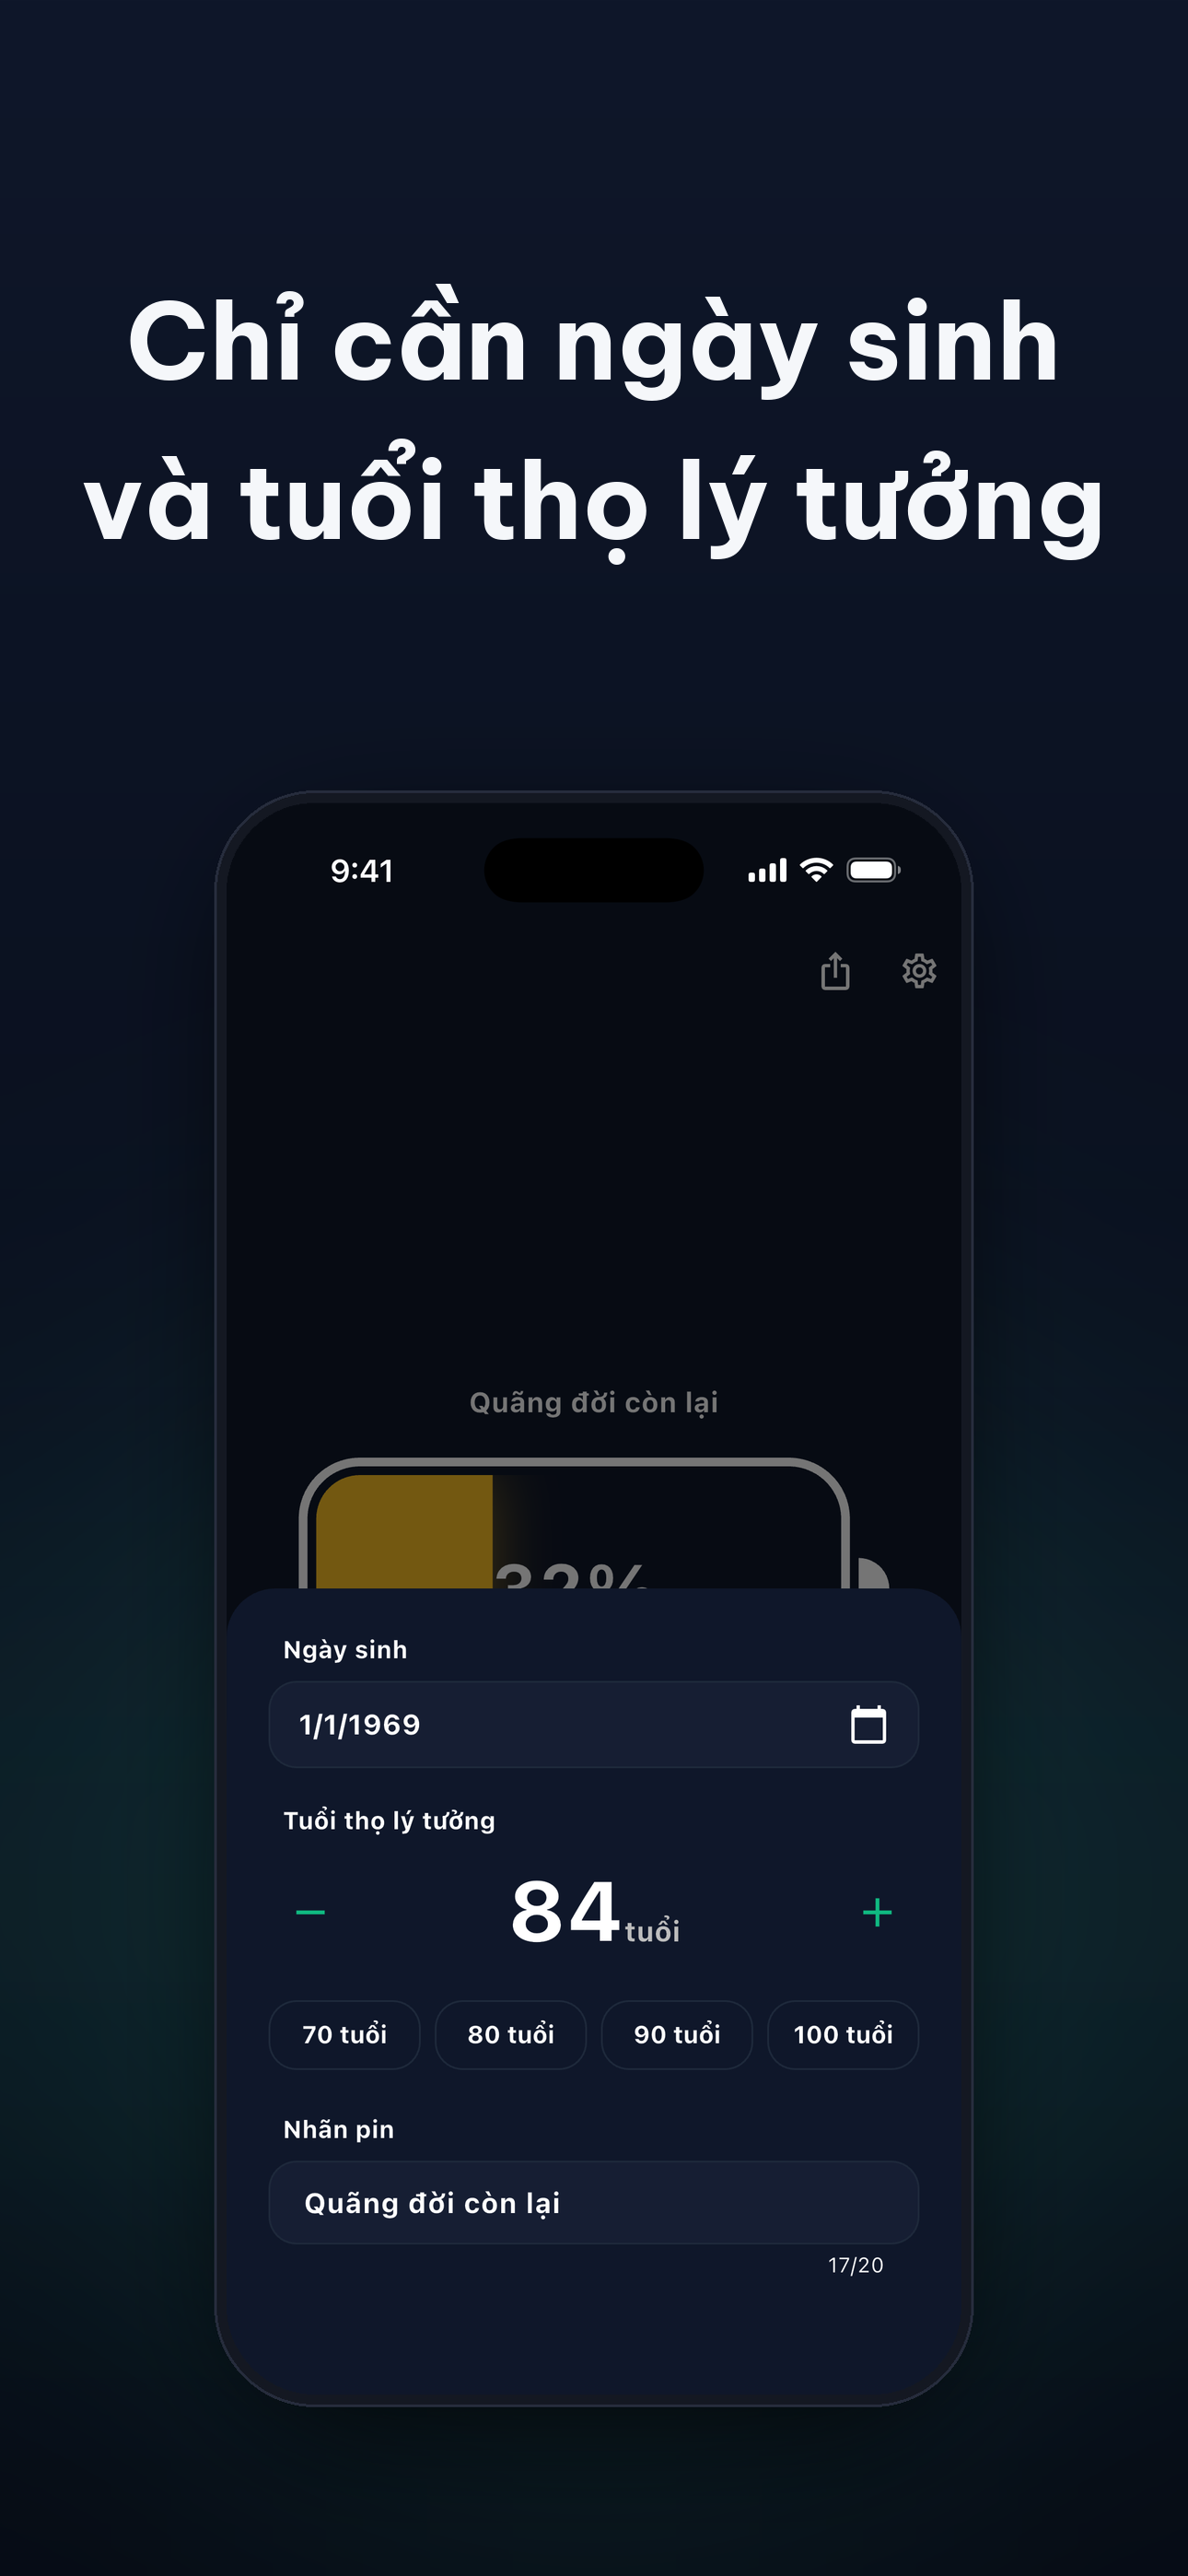 Chỉ cần ngày sinh
và tuổi thọ lý tưởng
9:41
Quãng đời còn lại
32%
Ngày sinh
1/1/1969
Tuổi thọ lý tưởng
84 tuổi
70 tuổi 80 tuổi 90 tuổi 100 tuổi
Nhãn pin
Quãng đời còn lại
17/20